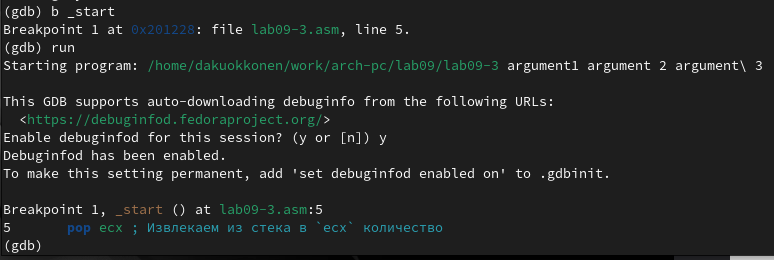 (gdb) b _start
Breakpoint 1 at 0x201228: file lab09-3.asm, line 5.
(gdb) run
Starting program: /home/dakuokkonen/work/arch-pc/lab09/lab09-3 argument1 argument 2 argument\ 3
This GDB supports auto-downloading debuginfo from the following URLs:
<https://debuginfod.fedoraproject.org/>
Enable debuginfod for this session? (y or [n]) y
Debuginfod has been enabled.
To make this setting permanent, add 'set debuginfod enabled on' to .gdbinit.
Breakpoint 1, _start () at lab09-3.asm:5
5 pop ecx ; Извлекаем из стека в `ecx` количество
(gdb)